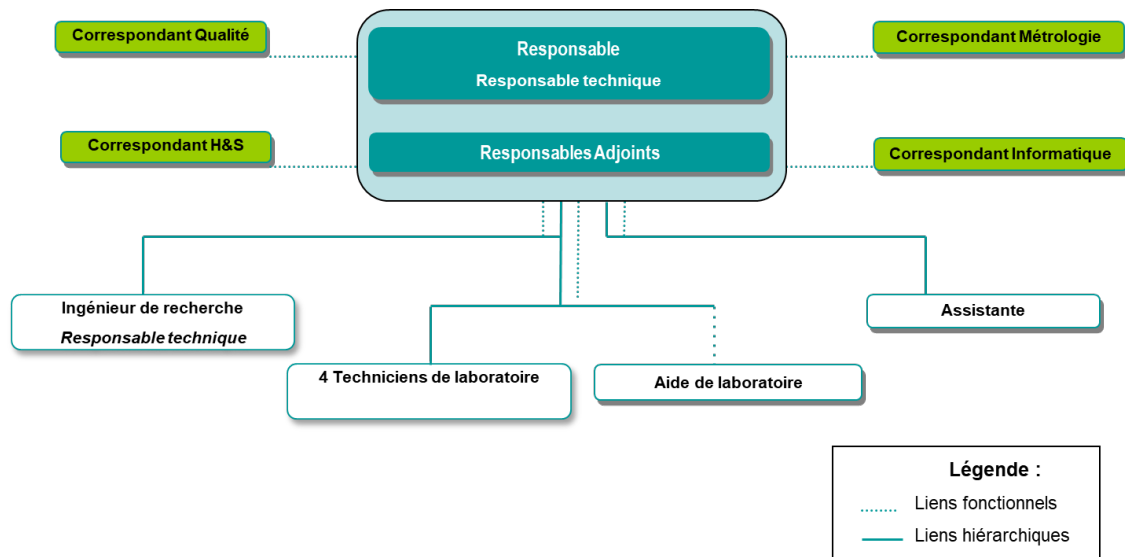 Correspondant Qualité
Responsable
Responsable technique
Correspondant Métrologie
Correspondant H&S
Responsables Adjoints
Correspondant Informatique
Ingénieur de recherche
Responsable technique
Assistante
4 Techniciens de laboratoire
Aide de laboratoire
Légende :
Liens fonctionnels
Liens hiérarchiques